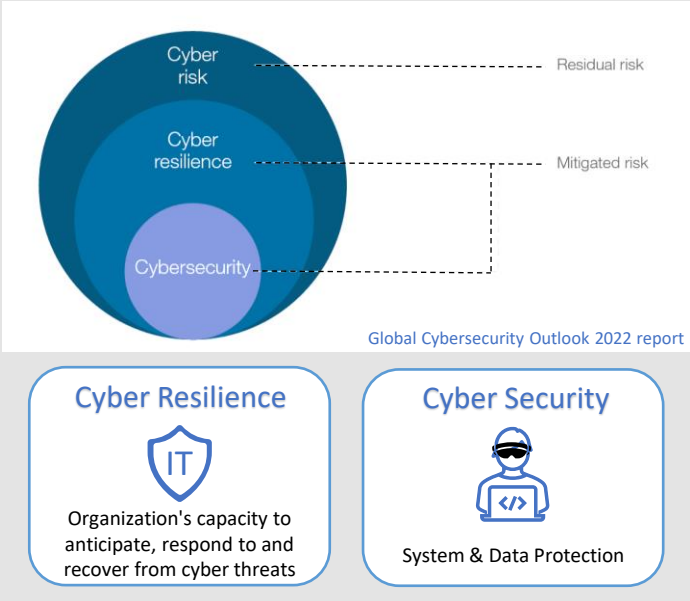 Cyber
risk
Residual risk
Cyber
resilience
Mitigated risk
Cybersecurity
Global Cybersecurity Outlook 2022 report
Cyber Resilience
IT
Organization's capacity to
anticipate, respond to and
recover from cyber threats
Cyber Security
</>
System & Data Protection